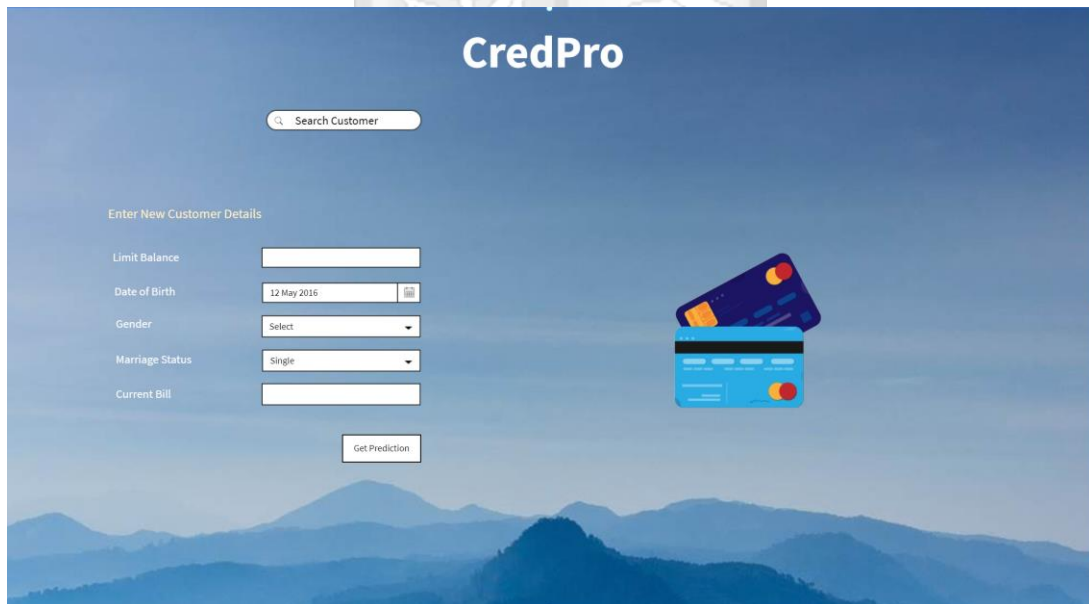 CredPro
Search Customer
Enter New Customer Details
Limit Balance
Date of Birth 12 May 2016
Gender Select
Marriage Status Single
Current Bill
Get Prediction